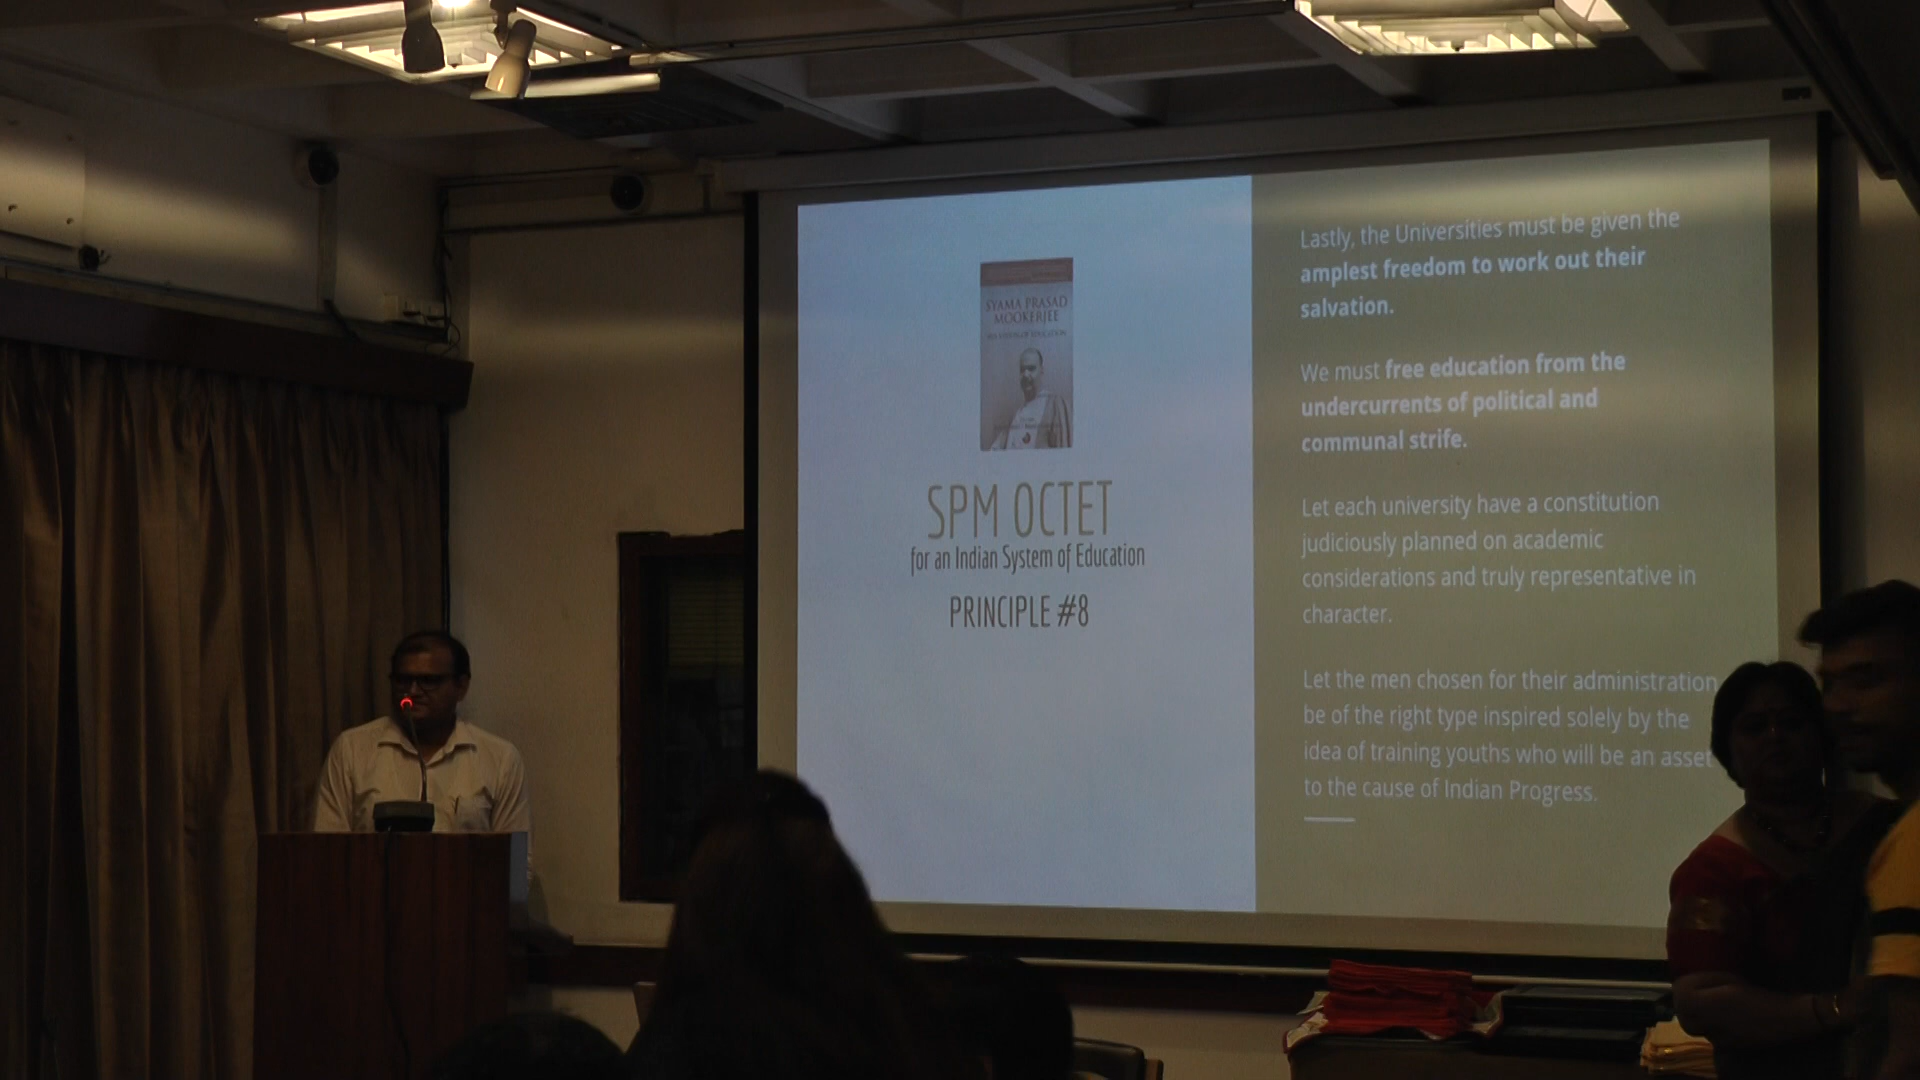 SYAMA PRASAD
MOOKERJEE
SPM OCTET
for an Indian System of Education
PRINCIPLE #8
Lastly, the Universities must be given the
amplest freedom to work out their
salvation.
We must free education from the
undercurrents of political and
communal strife.
Let each university have a constitution
judiciously planned on academic
considerations and truly representative in
character.
Let the men chosen for their administration
be of the right type inspired solely by the
idea of training youths who will be an asset
to the cause of Indian Progress.